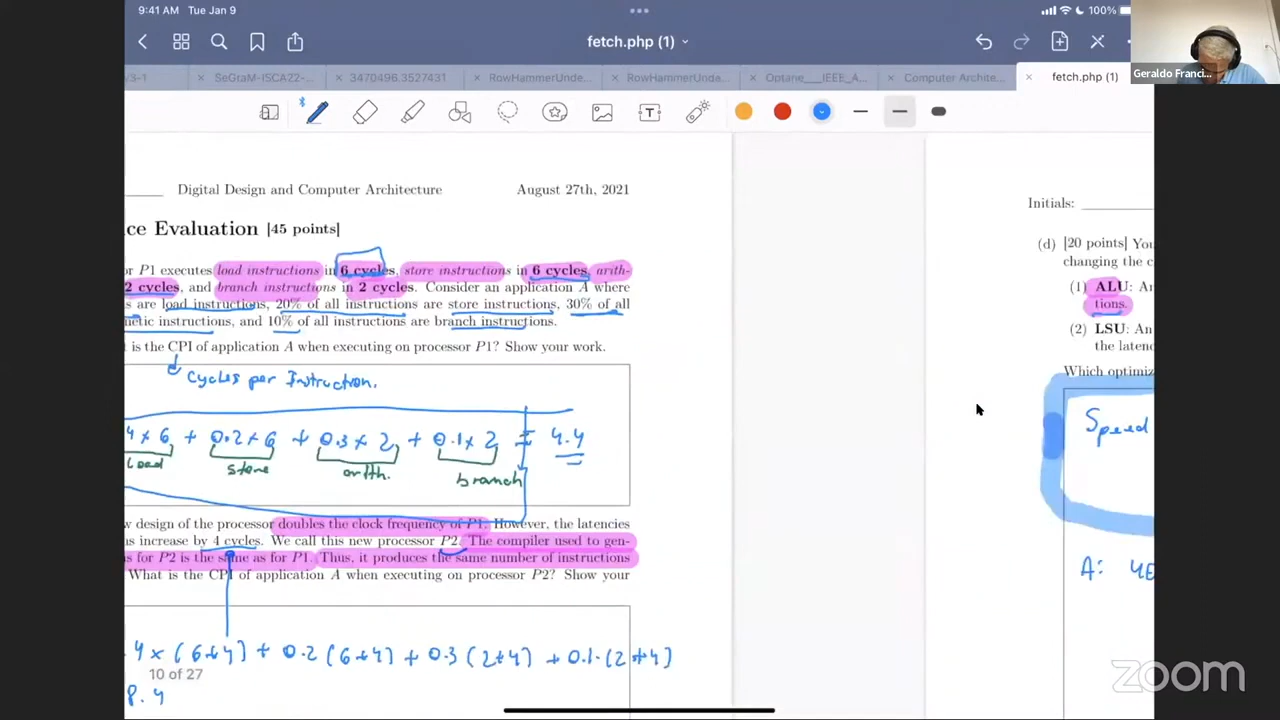 9:41 AM Tue Jan 9
100%
fetch.php (1)
v3-1
SeGraM-ISCA22-...
3470496.3527431
RowHammerUnde...
RowHammerUnda...
Optane___IEEE_A...
Computer Archite...
fetch.php (1)
Geraldo Franci...
Digital Design and Computer Architecture
August 27th, 2021
ce Evaluation [45 points]
or P1 executes load instructions in 6 cycles, store instructions in 6 cycles, arith-
2 cycles, and branch instructions in 2 cycles. Consider an application A where
s are load instructions, 20% of all instructions are store instructions, 30% of all
netic instructions, and 10% of all instructions are branch instructions.
t is the CPI of application A when executing on processor P1? Show your work.
Cycles per Instruction.
4 x 6 + 0.2 x 6 + 0.3 x 2 + 0.1 x 2 = 4.4
load store arith. branch
w design of the processor doubles the clock frequency of P1. However, the latencies
s increase by 4 cycles. We call this new processor P2. The compiler used to gen-
s for P2 is the same as for P1. Thus, it produces the same number of instructions
What is the CPI of application A when executing on processor P2? Show your
4 x (6+4) + 0.2 (6+4) + 0.3 (2+4) + 0.1 · (2+4)
10 of 27
8.4
Initials:
(d) [20 points] You
changing the c
(1) ALU: An
tions.
(2) LSU: An
the latenc
Which optimiz
Speed
A: 4E
zoom